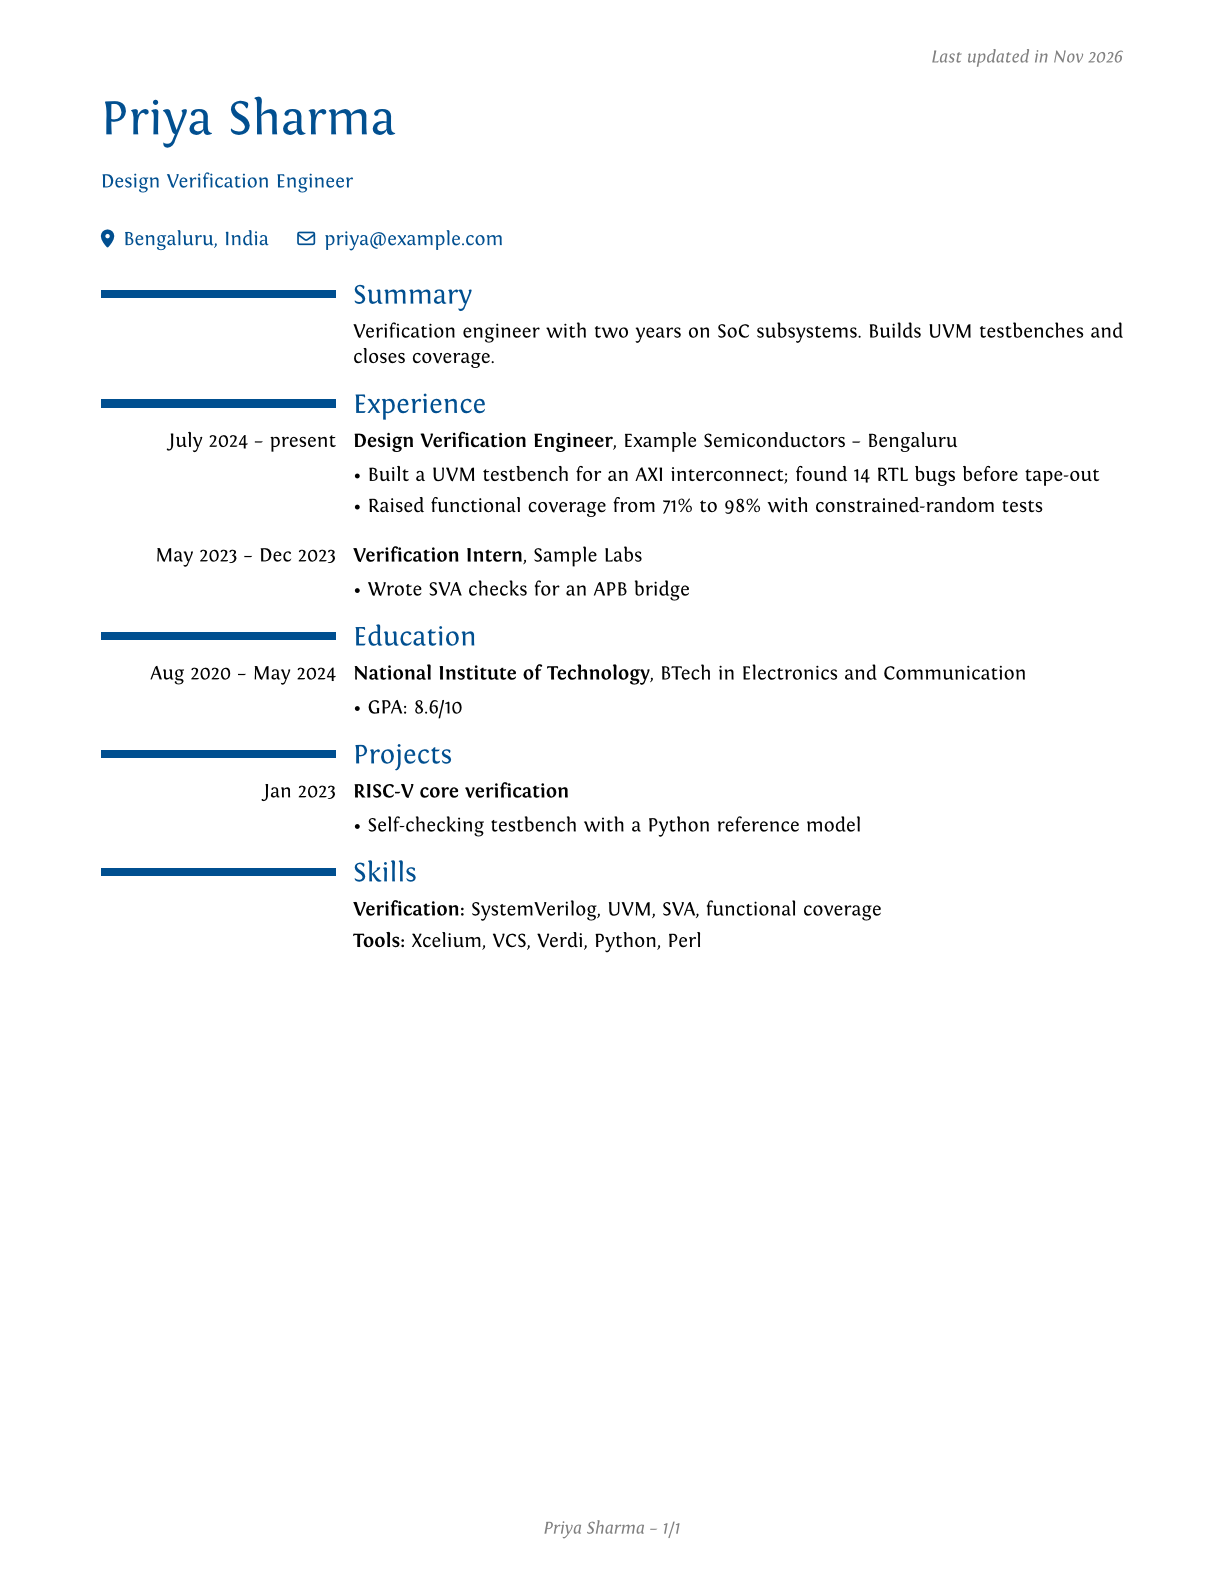 Last updated in Nov 2026
Priya Sharma
Design Verification Engineer
Bengaluru, India priya@example.com
Summary
Verification engineer with two years on SoC subsystems. Builds UVM testbenches and
closes coverage.
Experience
July 2024 – present Design Verification Engineer, Example Semiconductors – Bengaluru
• Built a UVM testbench for an AXI interconnect; found 14 RTL bugs before tape-out
• Raised functional coverage from 71% to 98% with constrained-random tests
May 2023 – Dec 2023 Verification Intern, Sample Labs
• Wrote SVA checks for an APB bridge
Education
Aug 2020 – May 2024 National Institute of Technology, BTech in Electronics and Communication
• GPA: 8.6/10
Projects
Jan 2023 RISC-V core verification
• Self-checking testbench with a Python reference model
Skills
Verification: SystemVerilog, UVM, SVA, functional coverage
Tools: Xcelium, VCS, Verdi, Python, Perl
Priya Sharma – 1/1